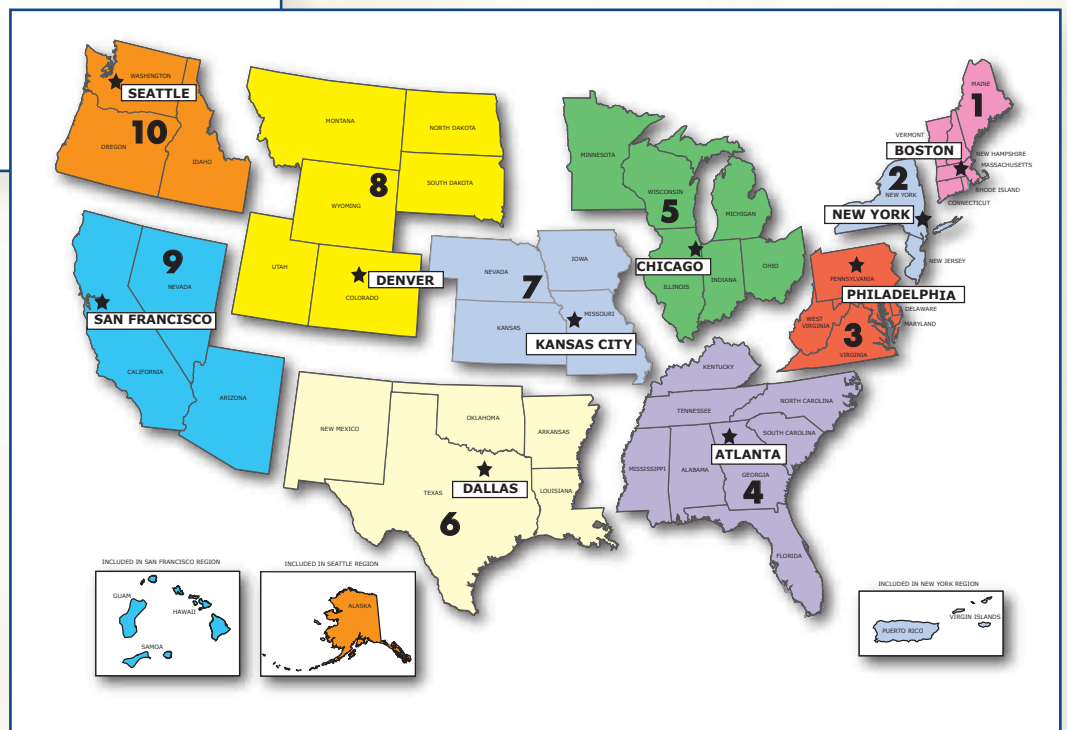 WASHINGTON
SEATTLE
10
OREGON
IDAHO
MONTANA
NORTH DAKOTA
SOUTH DAKOTA
8
WYOMING
UTAH
DENVER
COLORADO
9
NEVADA
SAN FRANCISCO
CALIFORNIA
ARIZONA
NEVADA
IOWA
7
KANSAS
MISSOURI
KANSAS CITY
MINNESOTA
WISCONSIN
5
MICHIGAN
CHICAGO
ILLINOIS
INDIANA
OHIO
MAINE
1
VERMONT
BOSTON
NEW HAMPSHIRE
MASSACHUSETTS
RHODE ISLAND
CONNECTICUT
2
NEW YORK
NEW YORK
NEW JERSEY
PENNSYLVANIA
PHILADELPHIA
DELAWARE
MARYLAND
WEST
VIRGINIA
3
VIRGINIA
KENTUCKY
TENNESSEE
NORTH CAROLINA
SOUTH CAROLINA
ATLANTA
MISSISSIPPI
ALABAMA
GEORGIA
4
FLORIDA
NEW MEXICO
OKLAHOMA
ARKANSAS
TEXAS
DALLAS
LOUISIANA
6
INCLUDED IN SAN FRANCISCO REGION
GUAM
HAWAII
SAMOA
INCLUDED IN SEATTLE REGION
ALASKA
INCLUDED IN NEW YORK REGION
VIRGIN ISLANDS
PUERTO RICO